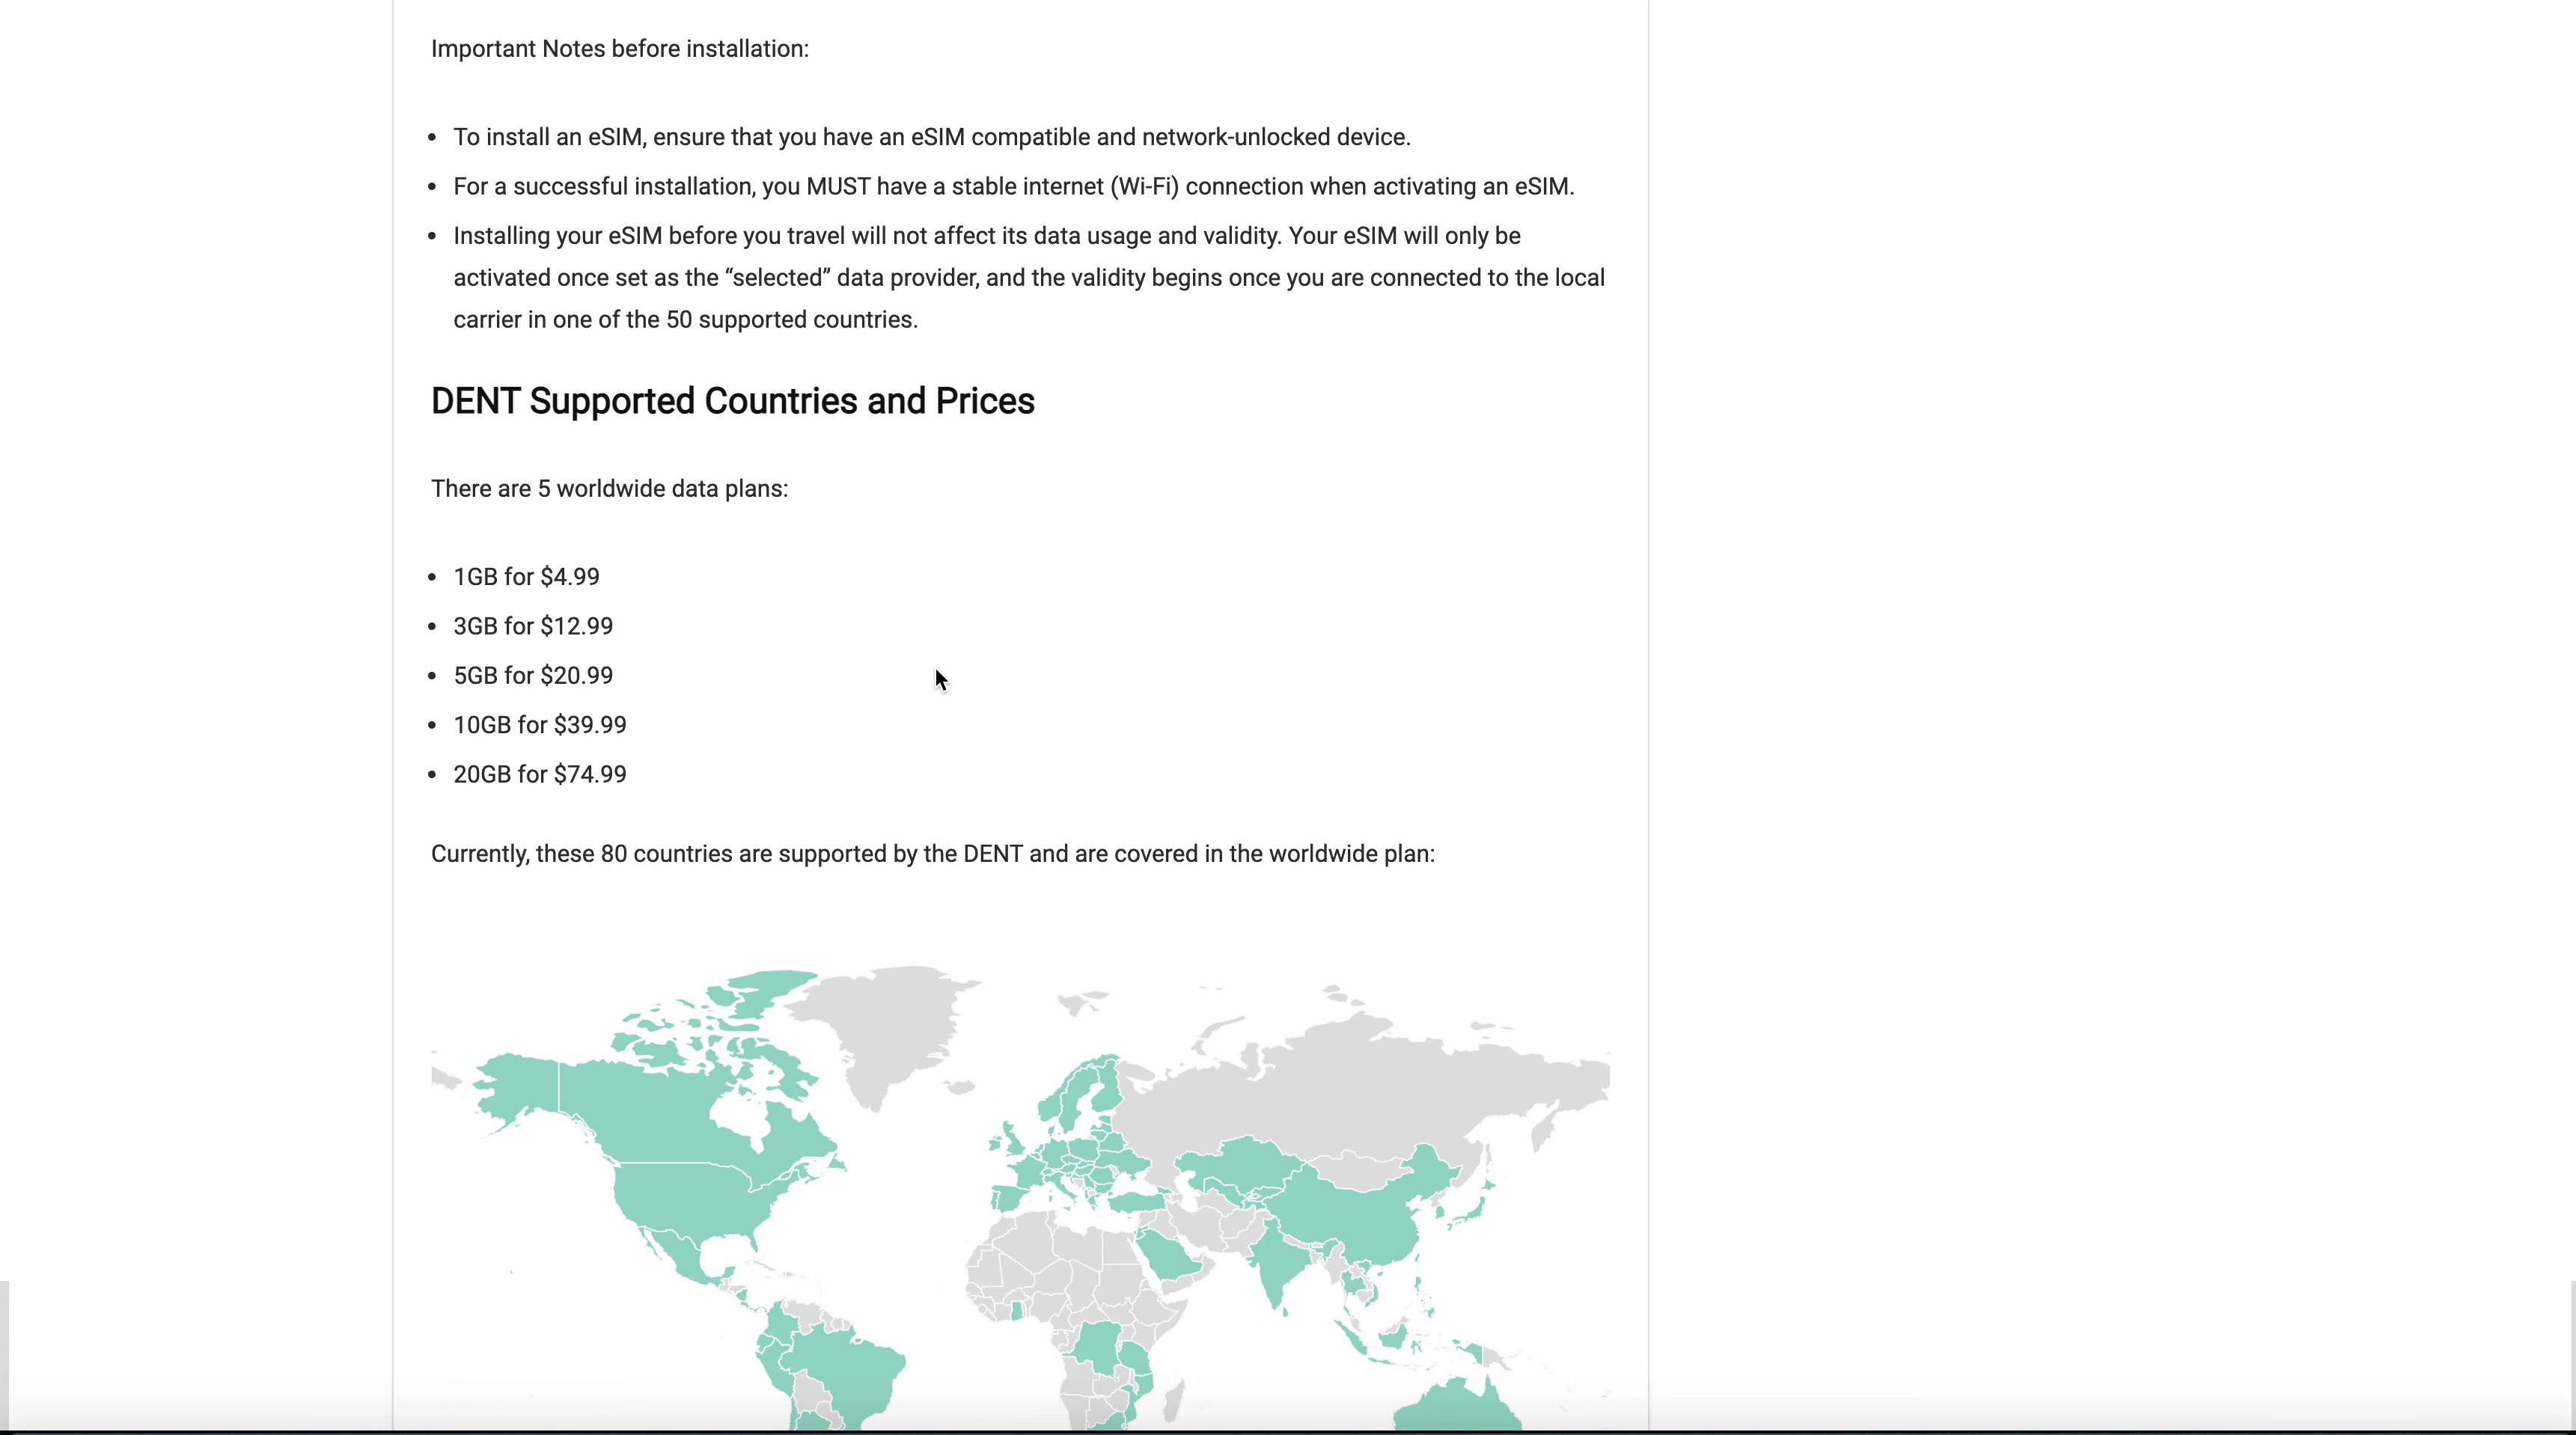 Important Notes before installation:
• To install an eSIM, ensure that you have an eSIM compatible and network-unlocked device.
• For a successful installation, you MUST have a stable internet (Wi-Fi) connection when activating an eSIM.
• Installing your eSIM before you travel will not affect its data usage and validity. Your eSIM will only be
activated once set as the “selected” data provider, and the validity begins once you are connected to the local
carrier in one of the 50 supported countries.
DENT Supported Countries and Prices
There are 5 worldwide data plans:
• 1GB for $4.99
• 3GB for $12.99
• 5GB for $20.99
• 10GB for $39.99
• 20GB for $74.99
Currently, these 80 countries are supported by the DENT and are covered in the worldwide plan: